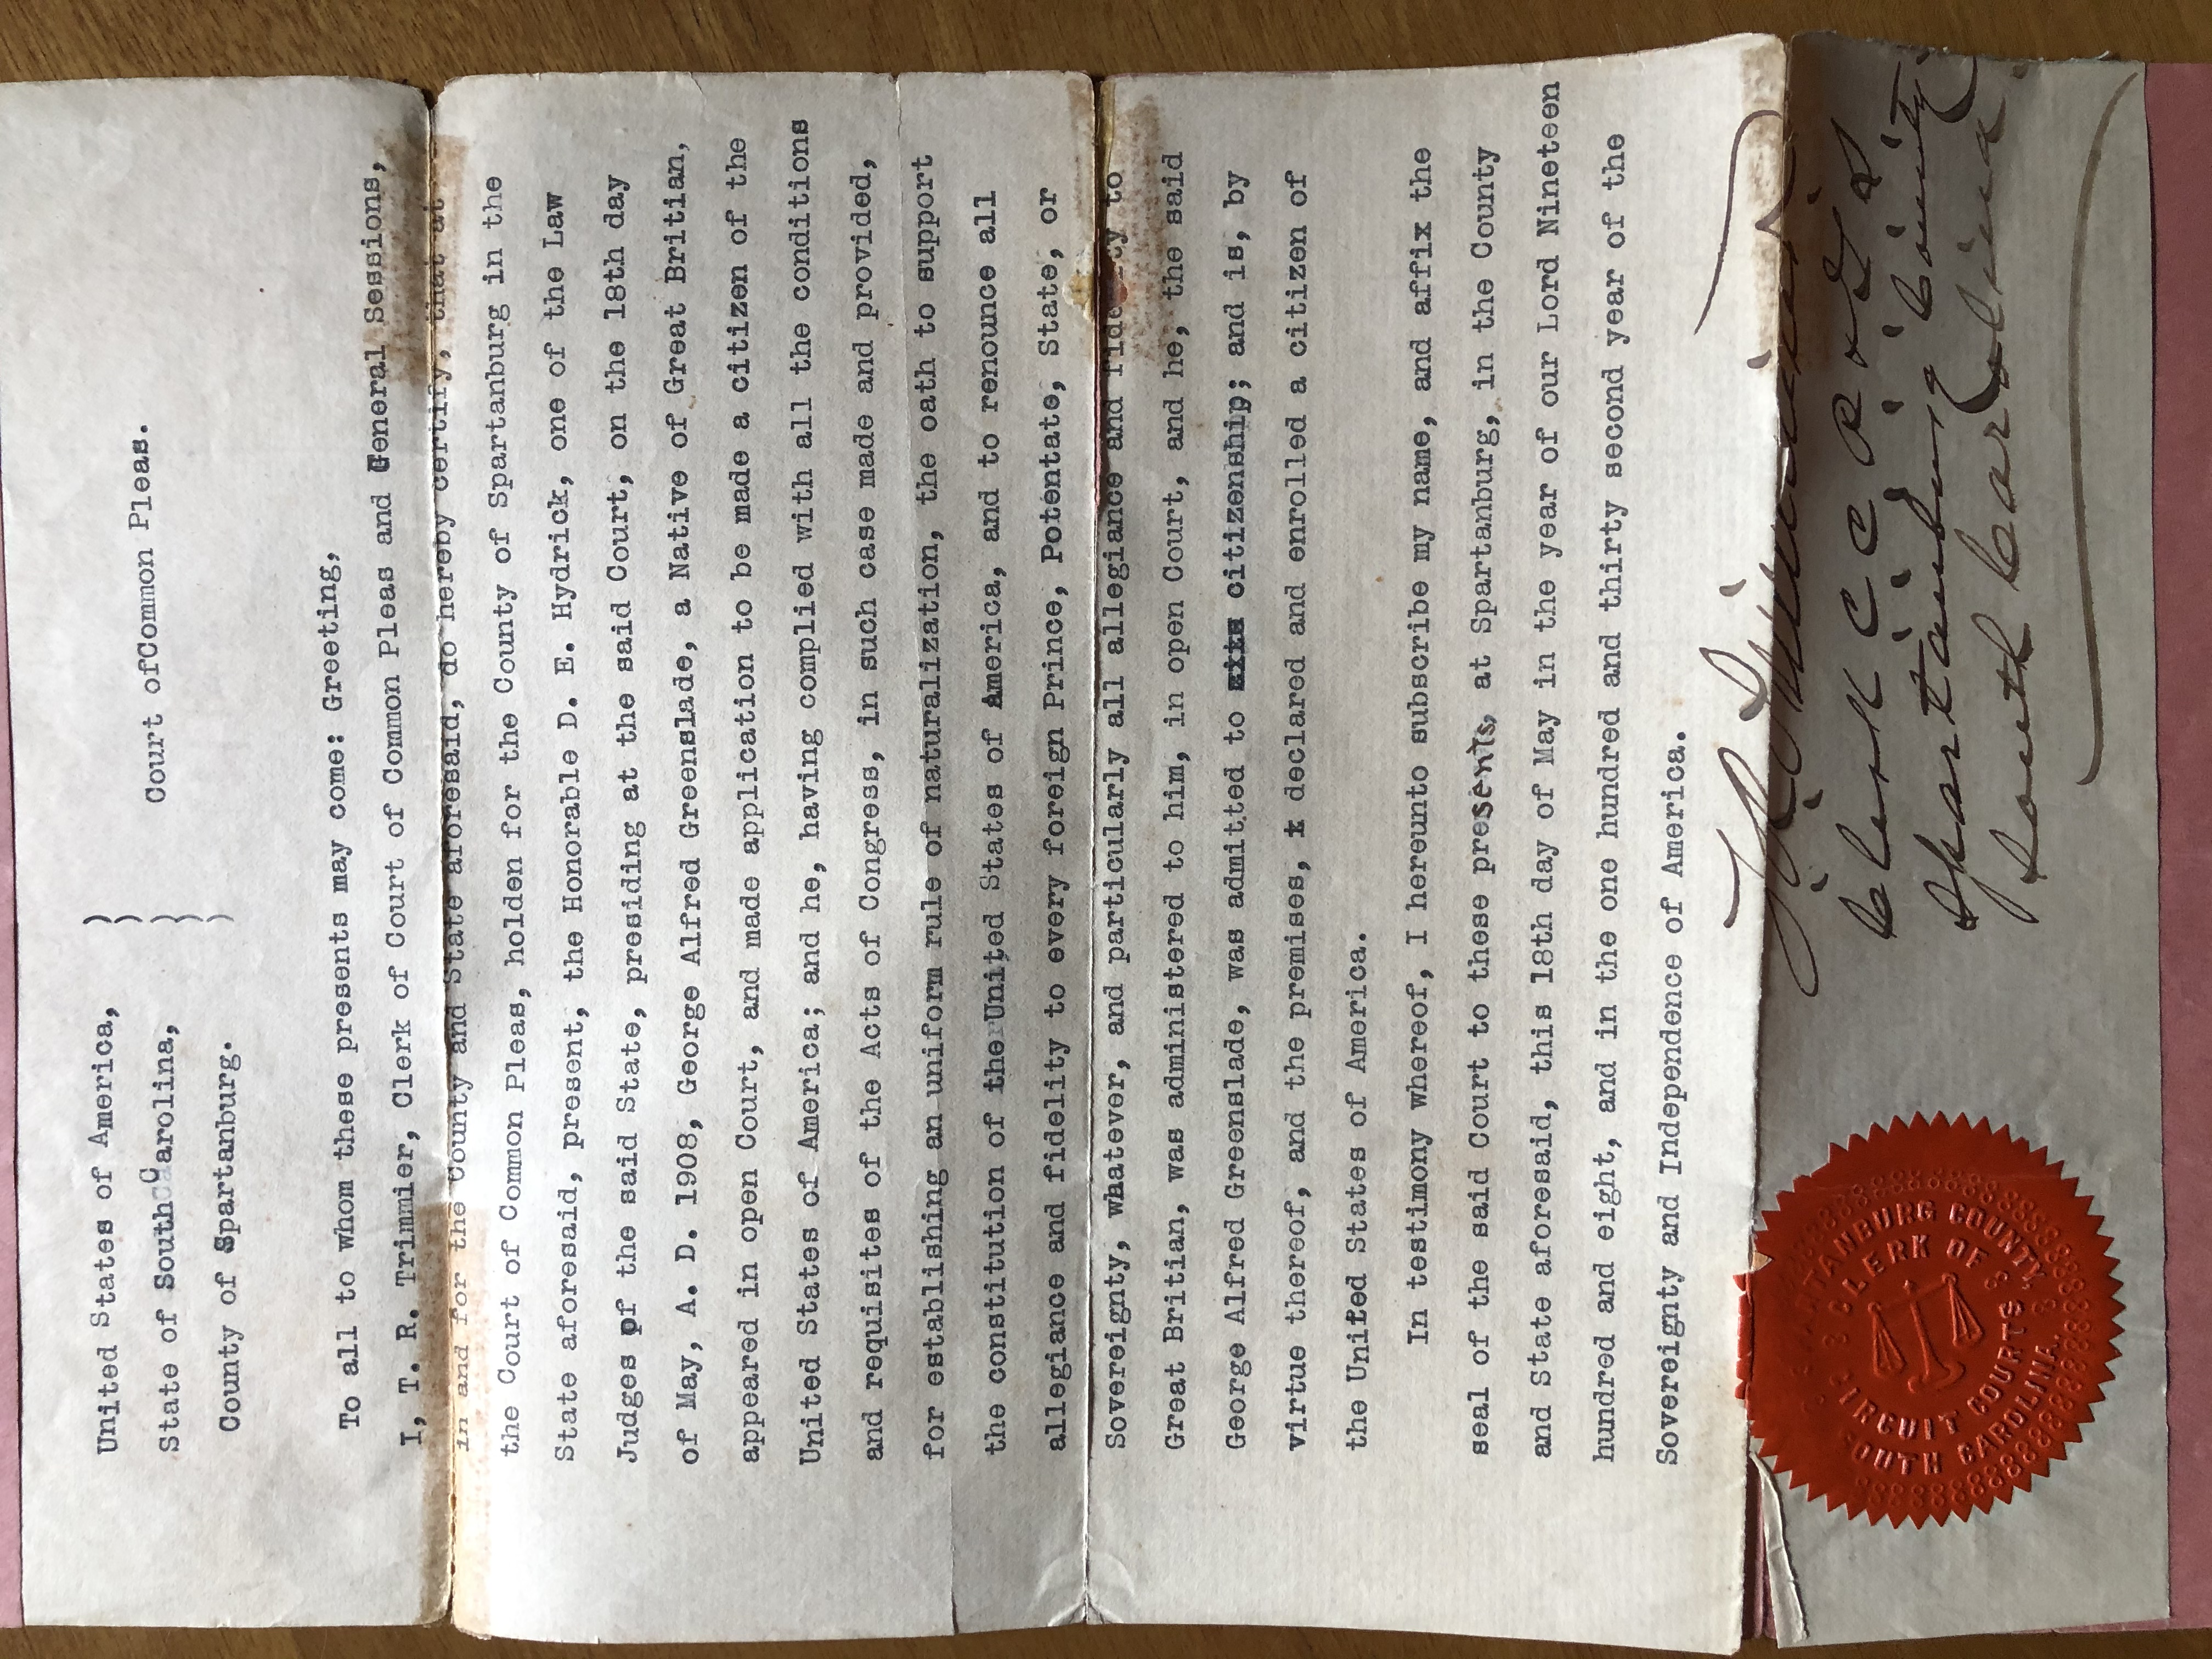 United States of America,
State of South Carolina,
County of Spartanburg.
Court ofCommon Pleas.
To all to whom these presents may come: Greeting,
I, T. R. Trimmier, Clerk of Court of Common Pleas and General Sessions,
in and for the County and State aforesaid, do hereby certify, that at
the Court of Common Pleas, holden for the County of Spartanburg in the
State aforesaid, present, the Honorable D. E. Hydrick, one of the Law
Judges of the said State, presiding at the said Court, on the 18th day
of May, A. D. 1908, George Alfred Greenslade, a Native of Great Britian,
appeared in open Court, and made application to be made a citizen of the
United States of America; and he, having complied with all the conditions
and requisites of the Acts of Congress, in such case made and provided,
for establishing an uniform rule of naturalization, the oath to support
the constitution of the United States of America, and to renounce all
allegiance and fidelity to every foreign Prince, Potentate, State, or
Sovereignty, whatever, and particularly all allegiance and fidelity to
Great Britian, was administered to him, in open Court, and he, the said
George Alfred Greenslade, was admitted to citizenship; and is, by
virtue thereof, and the premises, declared and enrolled a citizen of
the United States of America.
In testimony whereof, I hereunto subscribe my name, and affix the
seal of the said Court to these presents, at Spartanburg, in the County
and State aforesaid, this 18th day of May in the year of our Lord Nineteen
hundred and eight, and in the one hundred and thirty second year of the
Sovereignty and Independence of America.
T R Trimmier
Clerk C C P & G S
Spartanburg County
South Carolina.
SPARTANBURG COUNTY,
SOUTH CAROLINA.
CLERK OF
CIRCUIT COURTS